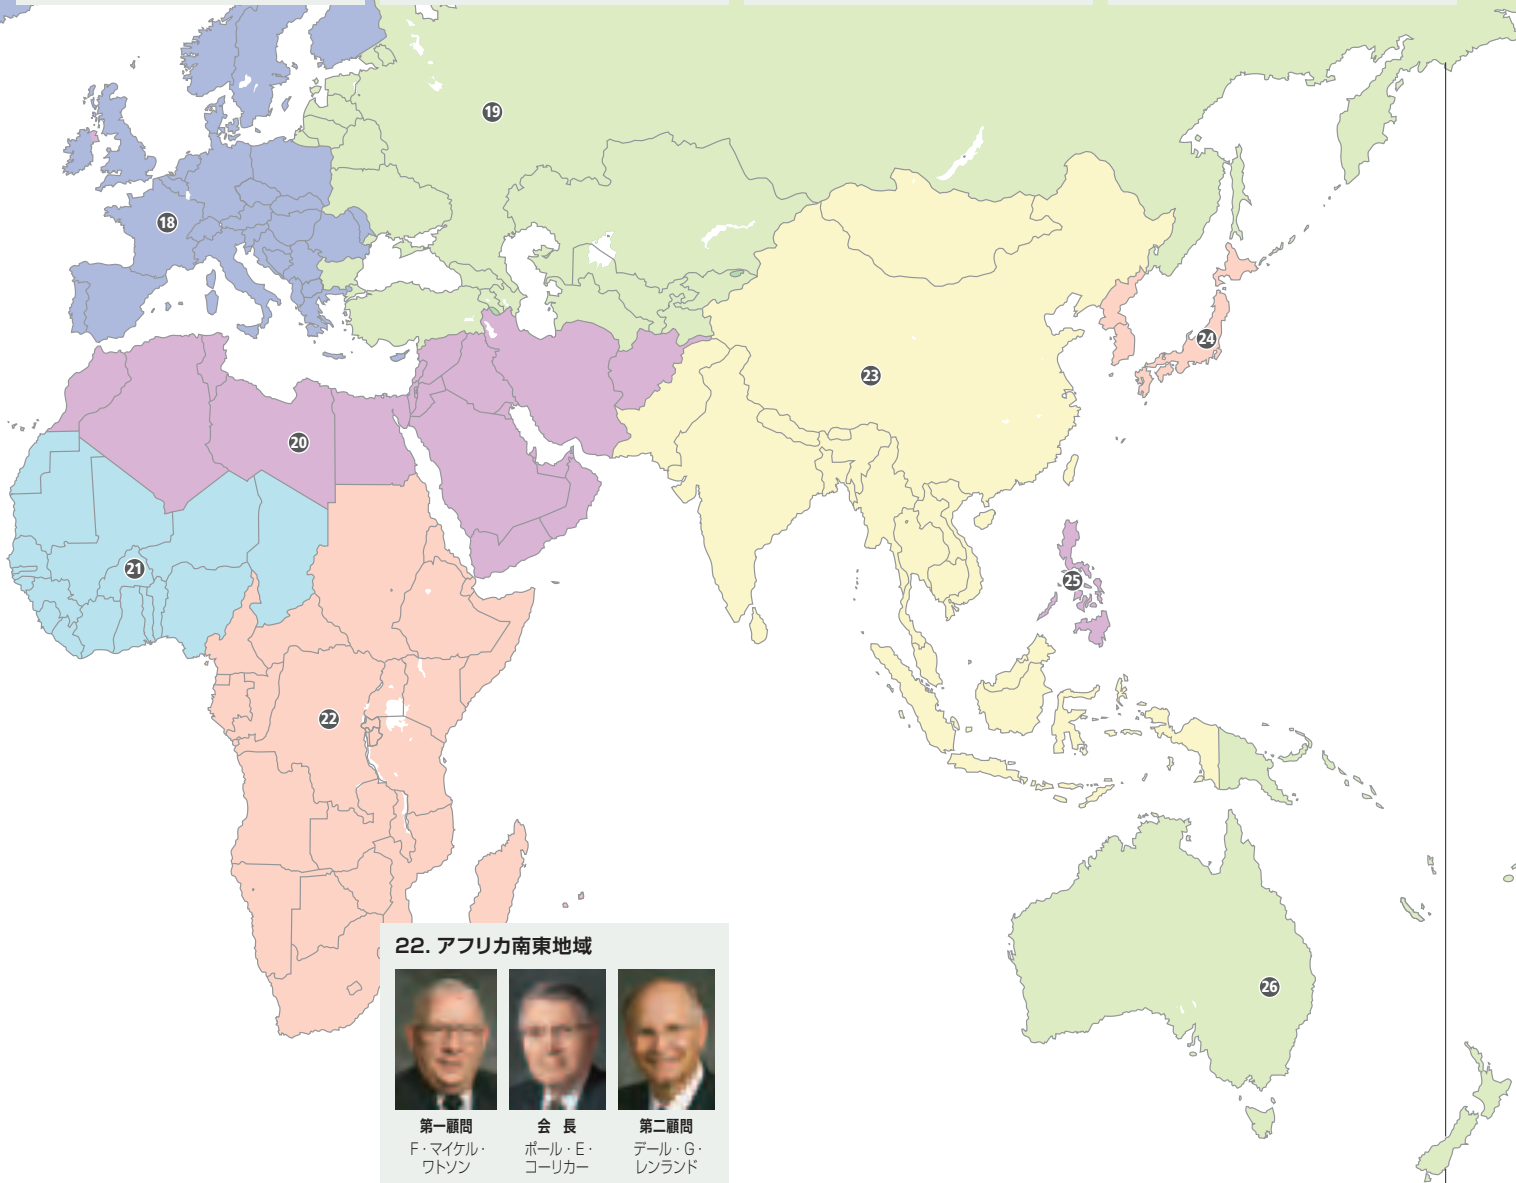 19
18
24
23
20
21
25
22
22. アフリカ南東地域
26
第一顧問
F・マイケル・
ワトソン
会 長
ポール・E・
コーリカー
第二顧問
デール・G・
レンランド